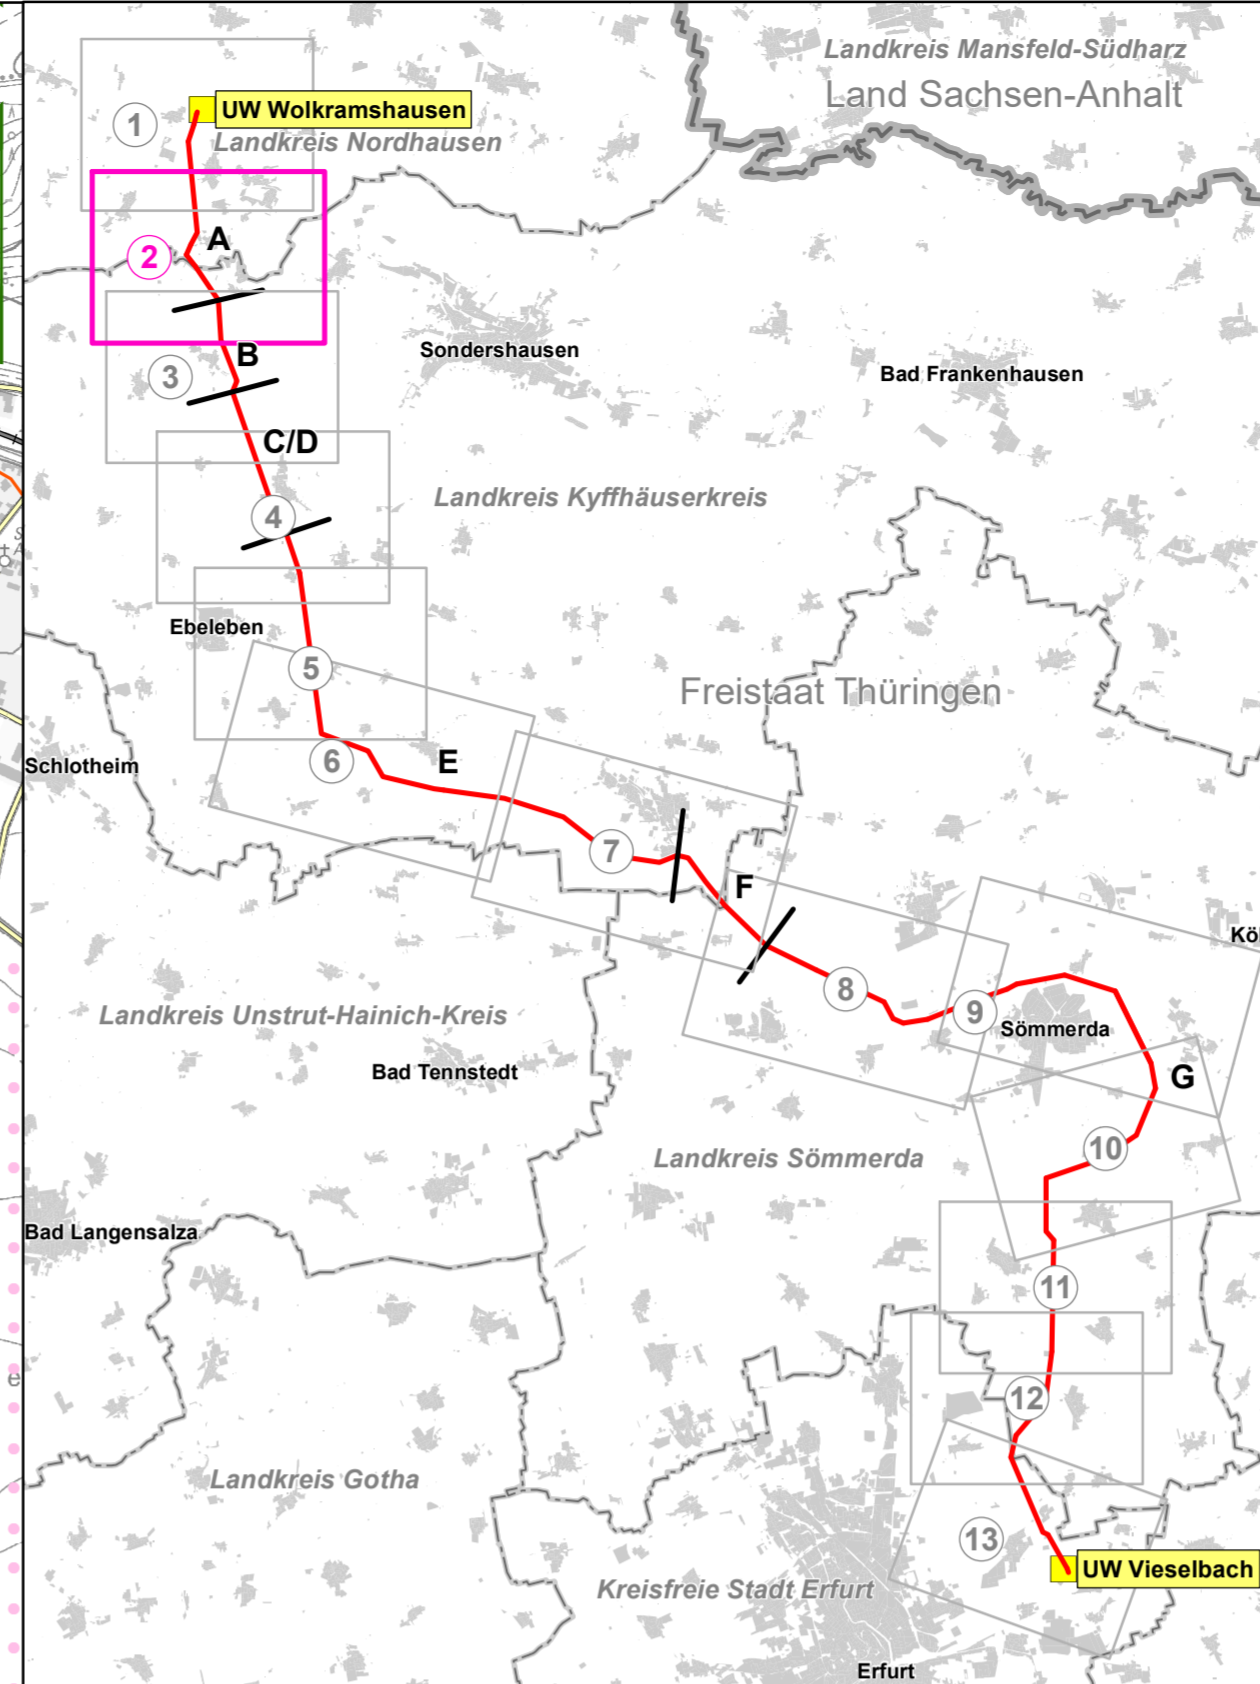 Landkreis Mansfeld-Südharz
Land Sachsen-Anhalt
UW Wolkramshausen
1
Landkreis Nordhausen
A
2
Sondershausen
B
Bad Frankenhausen
3
C/D
Landkreis Kyffhäuserkreis
4
Ebeleben
5
Freistaat Thüringen
6
E
Schlotheim
7
F
Kö
8
9
Landkreis Unstrut-Hainich-Kreis
Sömmerda
Bad Tennstedt
G
10
Landkreis Sömmerda
Bad Langensalza
11
e
12
Landkreis Gotha
13
UW Vieselbach
Kreisfreie Stadt Erfurt
Erfurt